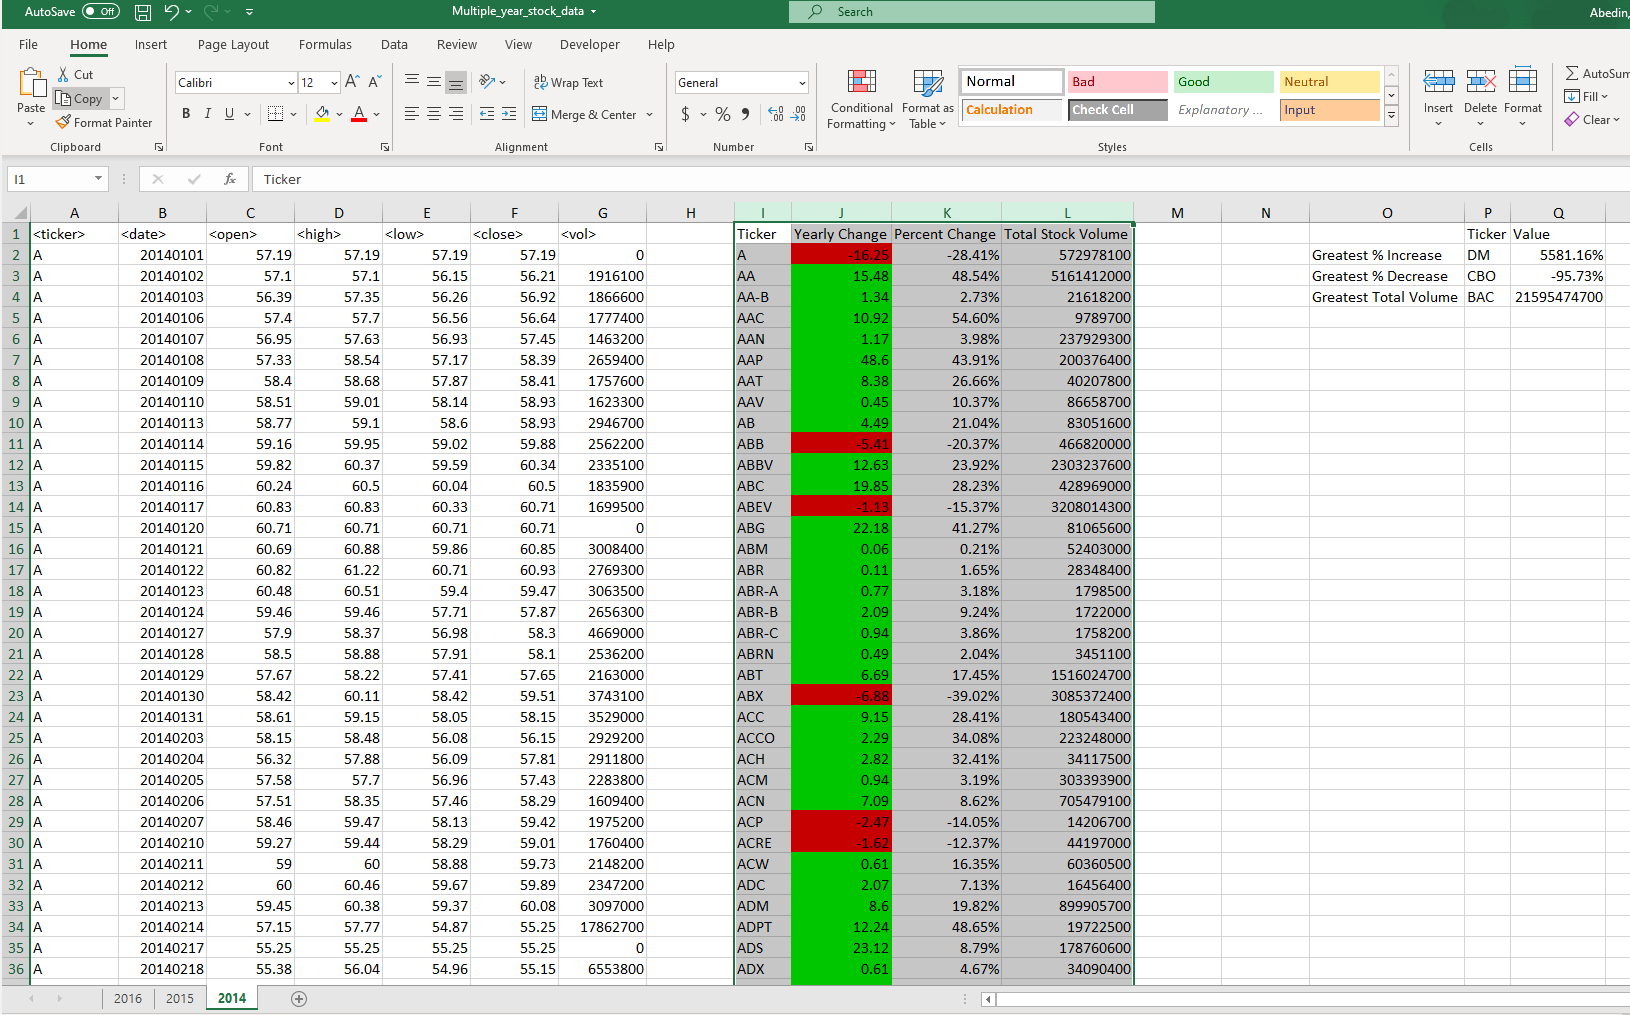 AutoSave Off Multiple_year_stock_data Search Abedin,
File Home Insert Page Layout Formulas Data Review View Developer Help
Paste Cut Copy Format Painter Clipboard
Calibri 12 B I U Font
ab Wrap Text Merge & Center Alignment
General $ % 9 .00 Number
Conditional Formatting Format as Table
Normal Bad Good Neutral
Calculation Check Cell Explanatory ... Input
Styles
Insert Delete Format Cells
AutoSum Fill Clear
I1 fx Ticker
A B C D E F G H I J K L M N O P Q
1 <ticker> <date> <open> <high> <low> <close> <vol> Ticker Yearly Change Percent Change Total Stock Volume Ticker Value
2 A 20140101 57.19 57.19 57.19 57.19 0 A -16.25 -28.41% 572978100 Greatest % Increase DM 5581.16%
3 A 20140102 57.1 57.1 56.15 56.21 1916100 AA 15.48 48.54% 5161412000 Greatest % Decrease CBO -95.73%
4 A 20140103 56.39 57.35 56.26 56.92 1866600 AA-B 1.34 2.73% 21618200 Greatest Total Volume BAC 21595474700
5 A 20140106 57.4 57.7 56.56 56.64 1777400 AAC 10.92 54.60% 9789700
6 A 20140107 56.95 57.63 56.93 57.45 1463200 AAN 1.17 3.98% 237929300
7 A 20140108 57.33 58.54 57.17 58.39 2659400 AAP 48.6 43.91% 200376400
8 A 20140109 58.4 58.68 57.87 58.41 1757600 AAT 8.38 26.66% 40207800
9 A 20140110 58.51 59.01 58.14 58.93 1623300 AAV 0.45 10.37% 86658700
10 A 20140113 58.77 59.1 58.6 58.93 2946700 AB 4.49 21.04% 83051600
11 A 20140114 59.16 59.95 59.02 59.88 2562200 ABB -5.41 -20.37% 466820000
12 A 20140115 59.82 60.37 59.59 60.34 2335100 ABBV 12.63 23.92% 2303237600
13 A 20140116 60.24 60.5 60.04 60.5 1835900 ABC 19.85 28.23% 428969000
14 A 20140117 60.83 60.83 60.33 60.71 1699500 ABEV -1.13 -15.37% 3208014300
15 A 20140120 60.71 60.71 60.71 60.71 0 ABG 22.18 41.27% 81065600
16 A 20140121 60.69 60.88 59.86 60.85 3008400 ABM 0.06 0.21% 52403000
17 A 20140122 60.82 61.22 60.71 60.93 2769300 ABR 0.11 1.65% 28348400
18 A 20140123 60.48 60.51 59.4 59.47 3063500 ABR-A 0.77 3.18% 1798500
19 A 20140124 59.46 59.46 57.71 57.87 2656300 ABR-B 2.09 9.24% 1722000
20 A 20140127 57.9 58.37 56.98 58.3 4669000 ABR-C 0.94 3.86% 1758200
21 A 20140128 58.5 58.88 57.91 58.1 2536200 ABRN 0.49 2.04% 3451100
22 A 20140129 57.67 58.22 57.41 57.65 2163000 ABT 6.69 17.45% 1516024700
23 A 20140130 58.42 60.11 58.42 59.51 3743100 ABX -6.88 -39.02% 3085372400
24 A 20140131 58.61 59.15 58.05 58.15 3529000 ACC 9.15 28.41% 180543400
25 A 20140203 58.15 58.48 56.08 56.15 2929200 ACCO 2.29 34.08% 223248000
26 A 20140204 56.32 57.88 56.09 57.81 2911800 ACH 2.82 32.41% 34117500
27 A 20140205 57.58 57.7 56.96 57.43 2283800 ACM 0.94 3.19% 303393900
28 A 20140206 57.51 58.35 57.46 58.29 1609400 ACN 7.09 8.62% 705479100
29 A 20140207 58.46 59.47 58.13 59.42 1975200 ACP -2.47 -14.05% 14206700
30 A 20140210 59.27 59.44 58.29 59.01 1760400 ACRE -1.62 -12.37% 44197000
31 A 20140211 59 60 58.88 59.73 2148200 ACW 0.61 16.35% 60360500
32 A 20140212 60 60.46 59.67 59.89 2347200 ADC 2.07 7.13% 16456400
33 A 20140213 59.45 60.38 59.37 60.08 3097000 ADM 8.6 19.82% 899905700
34 A 20140214 57.15 57.77 54.87 55.25 17862700 ADPT 12.24 48.65% 19722500
35 A 20140217 55.25 55.25 55.25 55.25 0 ADS 23.12 8.79% 178760600
36 A 20140218 55.38 56.04 54.96 55.15 6553800 ADX 0.61 4.67% 34090400
2016 2015 2014